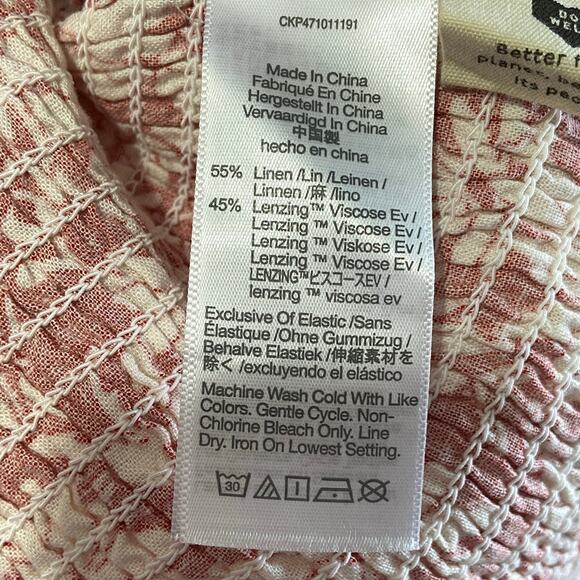 CKP471011191
DO
WEL
Better f
planet, be
its peo
Made In China
Fabriqué En Chine
Hergestellt In China
Vervaardigd In China
中国製
hecho en china
55% Linen /Lin /Leinen /
Linnen /麻 /lino
45% Lenzing™ Viscose Ev /
Lenzing ™ Viscose Ev /
Lenzing ™ Viskose Ev /
Lenzing ™ Viscose Ev /
LENZING™ビスコースEV /
lenzing ™ viscosa ev
Exclusive Of Elastic /Sans
Élastique /Ohne Gummizug /
Behalve Elastiek /伸縮素材を
除く /excluyendo el elástico
Machine Wash Cold With Like
Colors. Gentle Cycle. Non-
Chlorine Bleach Only. Line
Dry. Iron On Lowest Setting.
30